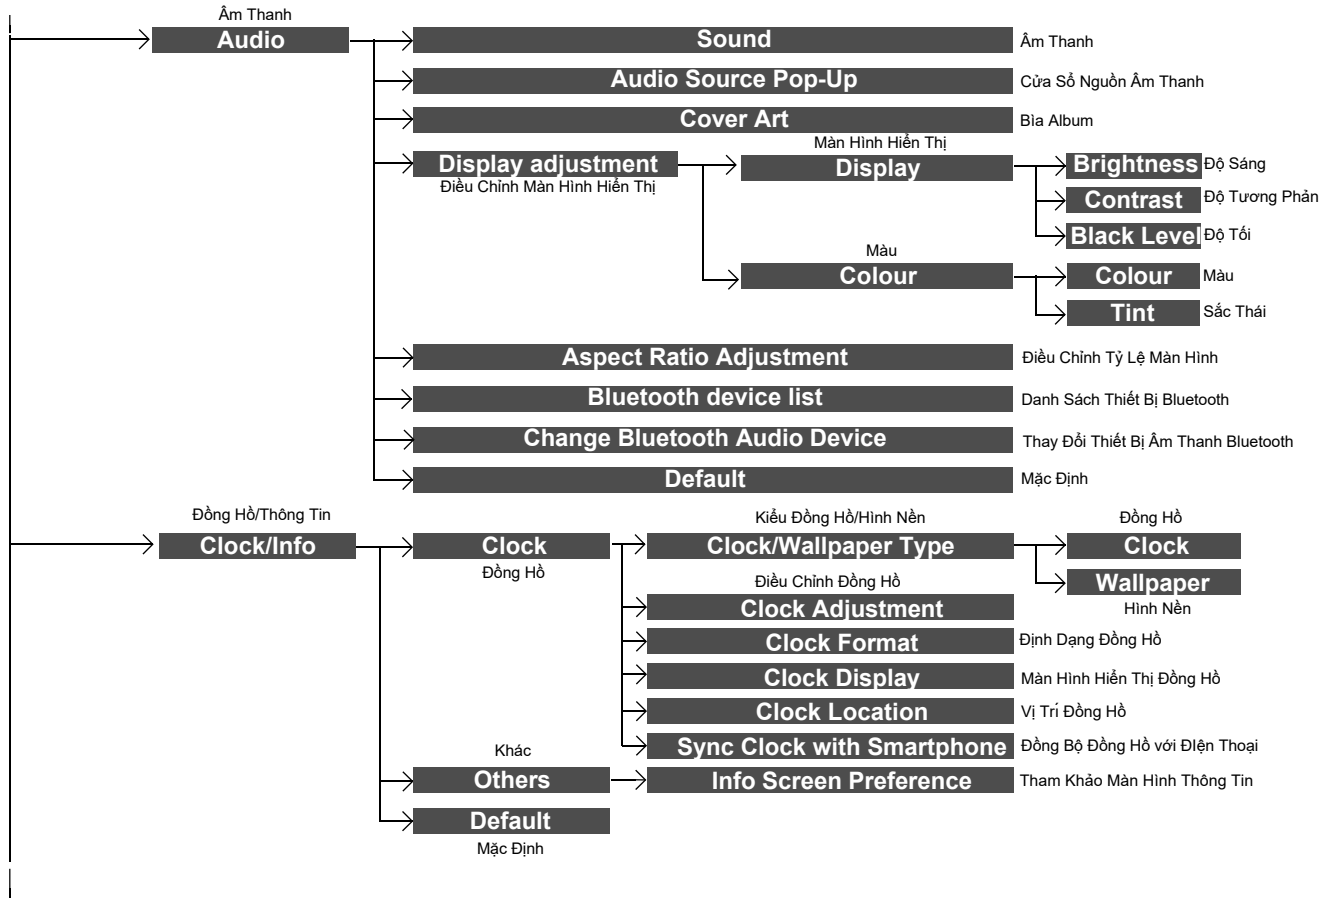 Âm Thanh
Audio
Sound
Âm Thanh
Audio Source Pop-Up
Cửa Sổ Nguồn Âm Thanh
Cover Art
Bìa Album
Display adjustment
Điều Chỉnh Màn Hình Hiển Thị
Màn Hình Hiển Thị
Display
Brightness
Độ Sáng
Contrast
Độ Tương Phản
Black Level
Độ Tối
Màu
Colour
Colour
Màu
Tint
Sắc Thái
Aspect Ratio Adjustment
Điều Chỉnh Tỷ Lệ Màn Hình
Bluetooth device list
Danh Sách Thiết Bị Bluetooth
Change Bluetooth Audio Device
Thay Đổi Thiết Bị Âm Thanh Bluetooth
Default
Mặc Định
Đồng Hồ/Thông Tin
Clock/Info
Clock
Đồng Hồ
Kiểu Đồng Hồ/Hình Nền
Clock/Wallpaper Type
Đồng Hồ
Clock
Wallpaper
Hình Nền
Điều Chỉnh Đồng Hồ
Clock Adjustment
Clock Format
Định Dạng Đồng Hồ
Clock Display
Màn Hình Hiển Thị Đồng Hồ
Clock Location
Vị Trí Đồng Hồ
Sync Clock with Smartphone
Đồng Bộ Đồng Hồ với ĐIện Thoại
Khác
Others
Info Screen Preference
Tham Khảo Màn Hình Thông Tin
Default
Mặc Định